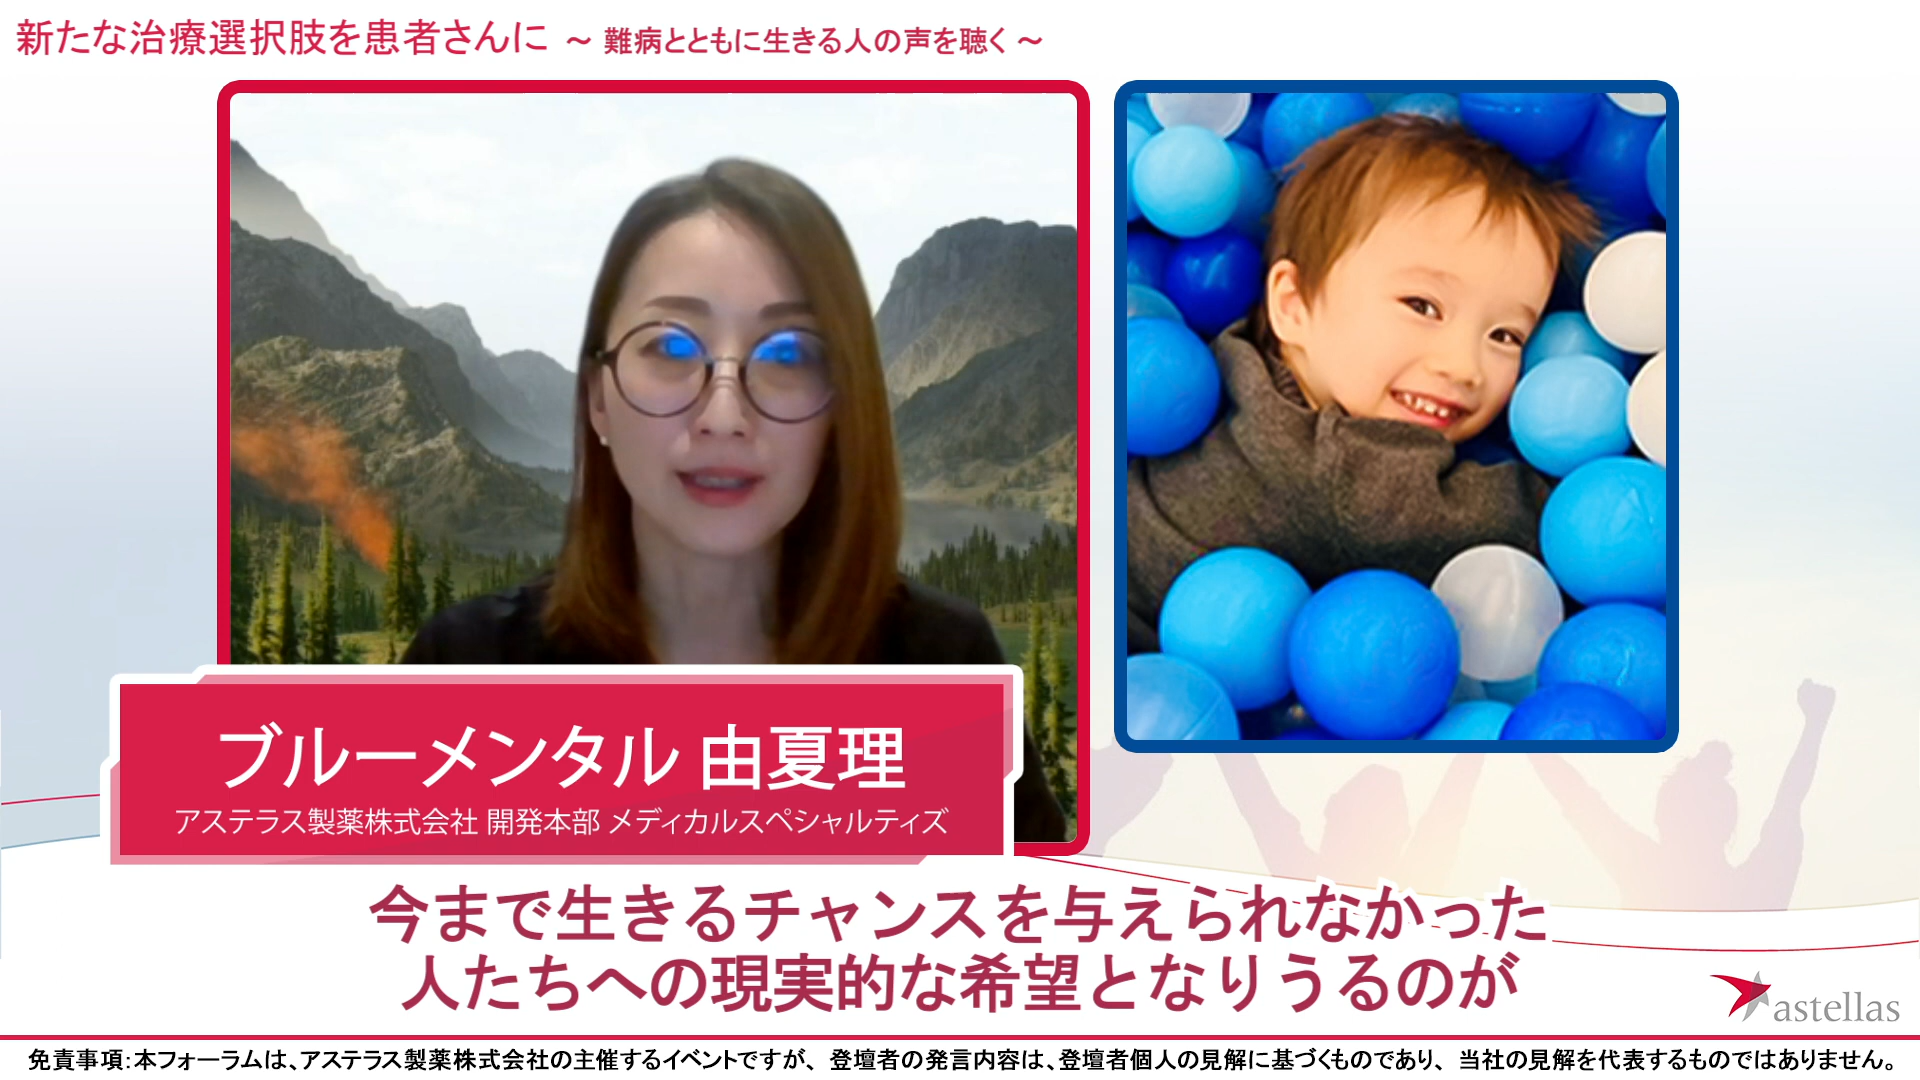 新たな治療選択肢を患者さんに ～ 難病とともに生きる人の声を聴く ～
ブルーメンタル 由夏理
アステラス製薬株式会社 開発本部 メディカルスペシャルティズ
今まで生きるチャンスを与えられなかった
人たちへの現実的な希望となりうるのが
astellas
免責事項：本フォーラムは、アステラス製薬株式会社の主催するイベントですが、登壇者の発言内容は、登壇者個人の見解に基づくものであり、当社の見解を代表するものではありません。